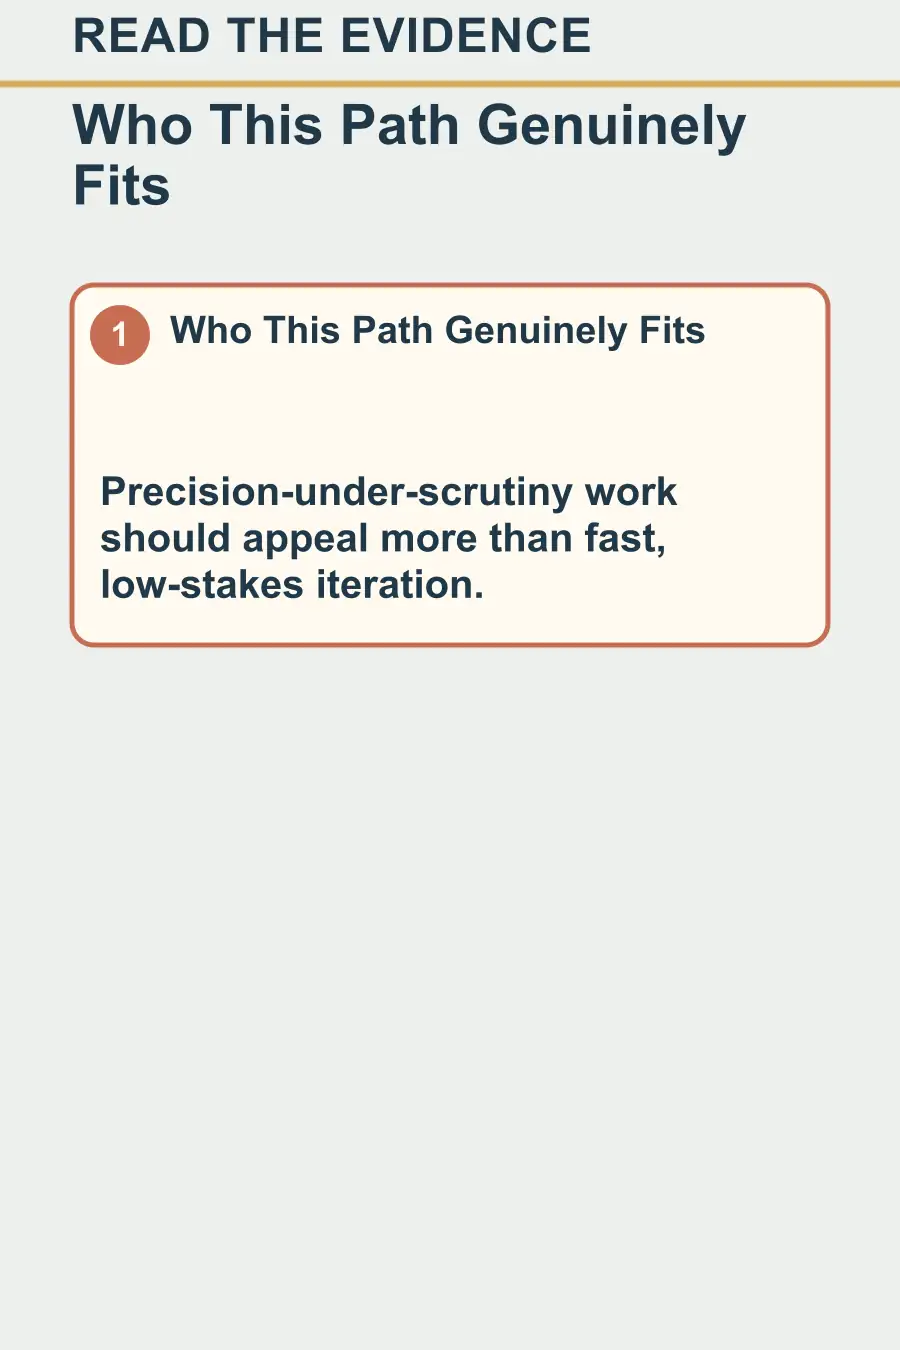 READ THE EVIDENCE
Who This Path Genuinely
Fits
1 Who This Path Genuinely Fits
Precision-under-scrutiny work
should appeal more than fast,
low-stakes iteration.